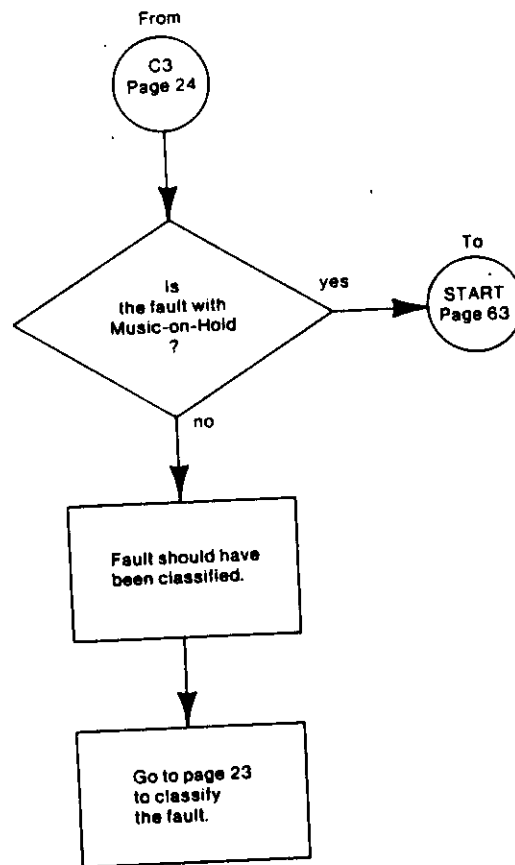 From
C3
Page 24
Is
the fault with
Music-on-Hold
?
yes
To
START
Page 63
no
Fault should have
been classified.
Go to page 23
to classify
the fault.